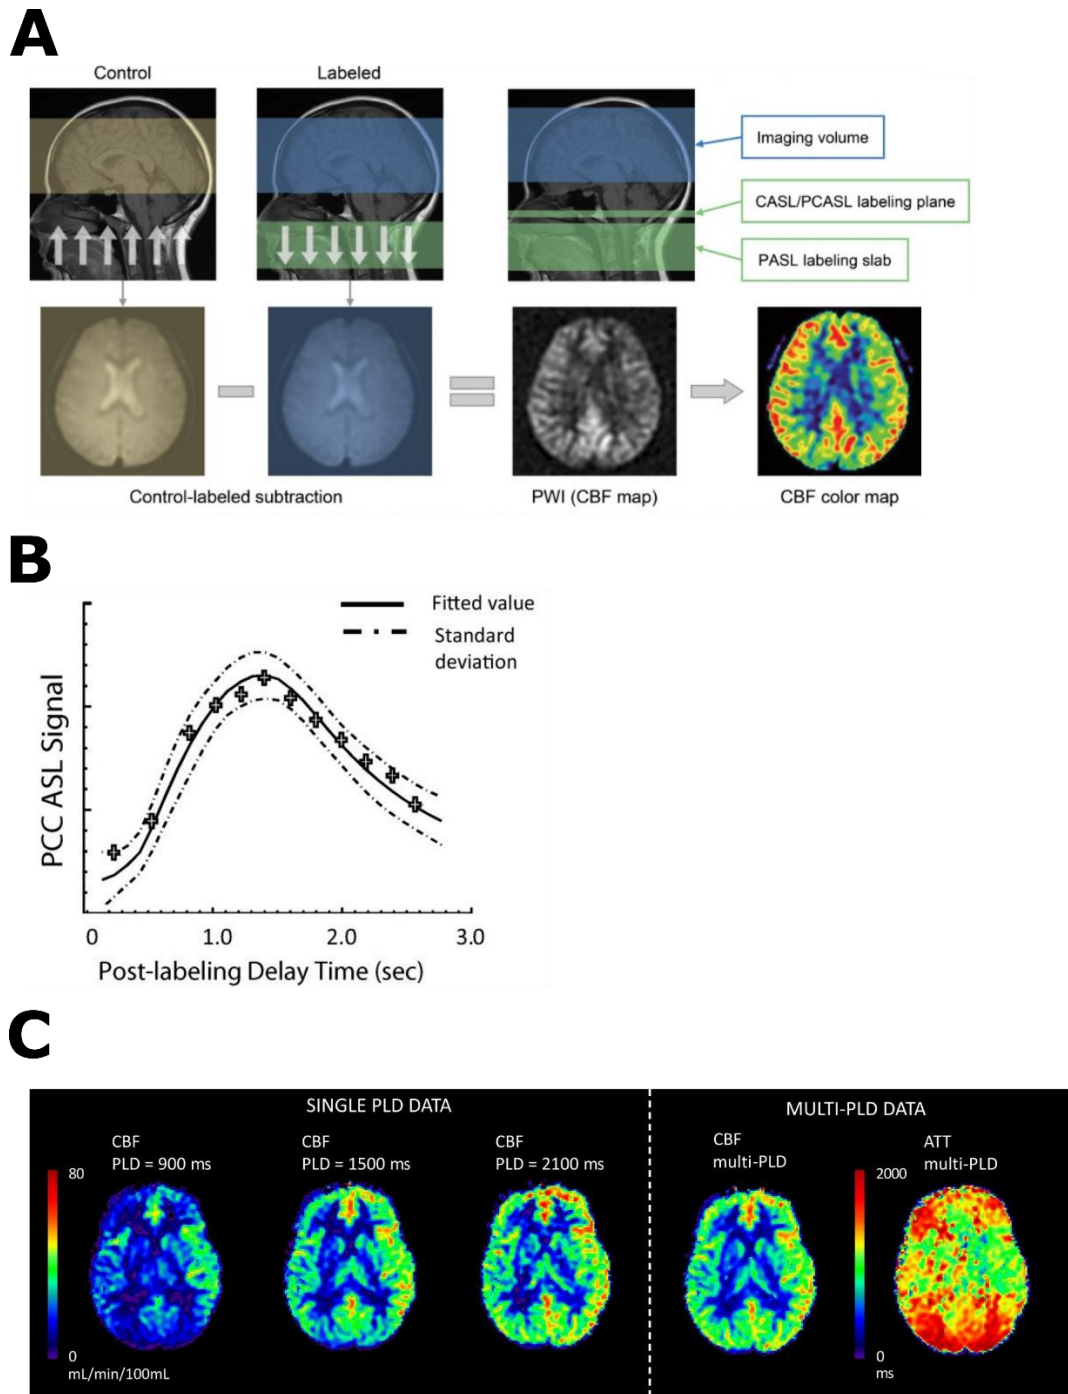 A
Control
Labeled
Imaging volume
CASL/PCASL labeling plane
PASL labeling slab
Control-labeled subtraction
PWI (CBF map)
CBF color map
B
Fitted value
Standard
deviation
PCC ASL Signal
0 1.0 2.0 3.0
Post-labeling Delay Time (sec)
C
SINGLE PLD DATA
MULTI-PLD DATA
CBF
PLD = 900 ms
CBF
PLD = 1500 ms
CBF
PLD = 2100 ms
CBF
multi-PLD
ATT
multi-PLD
80
0
mL/min/100mL
2000
0
ms